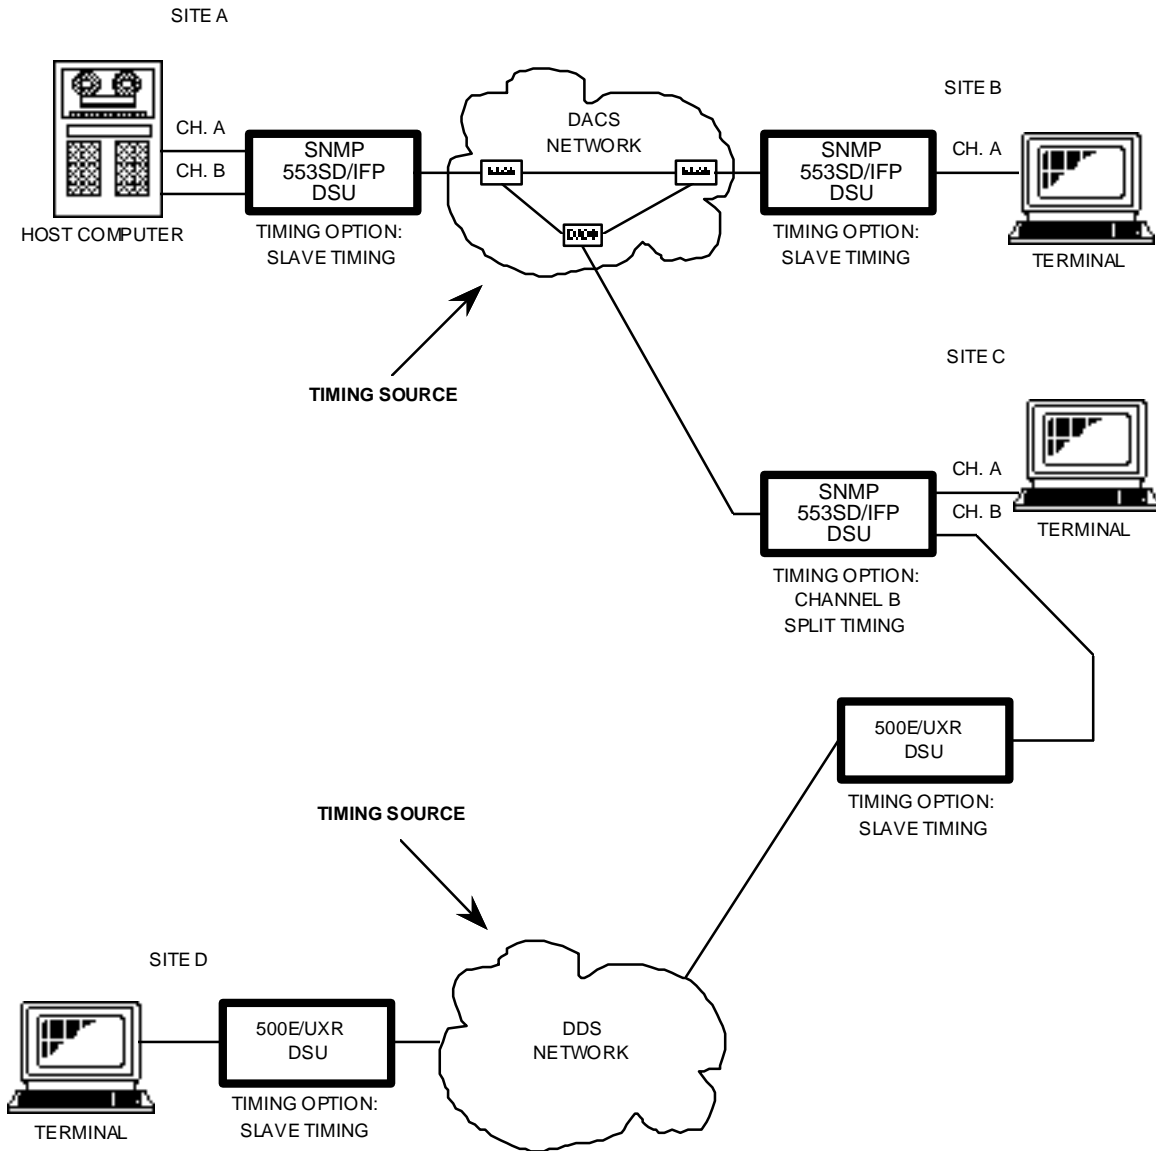 SITE A
HOST COMPUTER
CH. A
CH. B
SNMP
553SD/IFP
DSU
TIMING OPTION:
SLAVE TIMING
DACS
NETWORK
TIMING SOURCE
SITE B
SNMP
553SD/IFP
DSU
TIMING OPTION:
SLAVE TIMING
CH. A
TERMINAL
SITE C
SNMP
553SD/IFP
DSU
TIMING OPTION:
CHANNEL B
SPLIT TIMING
CH. A
CH. B
TERMINAL
500E/UXR
DSU
TIMING OPTION:
SLAVE TIMING
TIMING SOURCE
SITE D
TERMINAL
500E/UXR
DSU
TIMING OPTION:
SLAVE TIMING
DDS
NETWORK